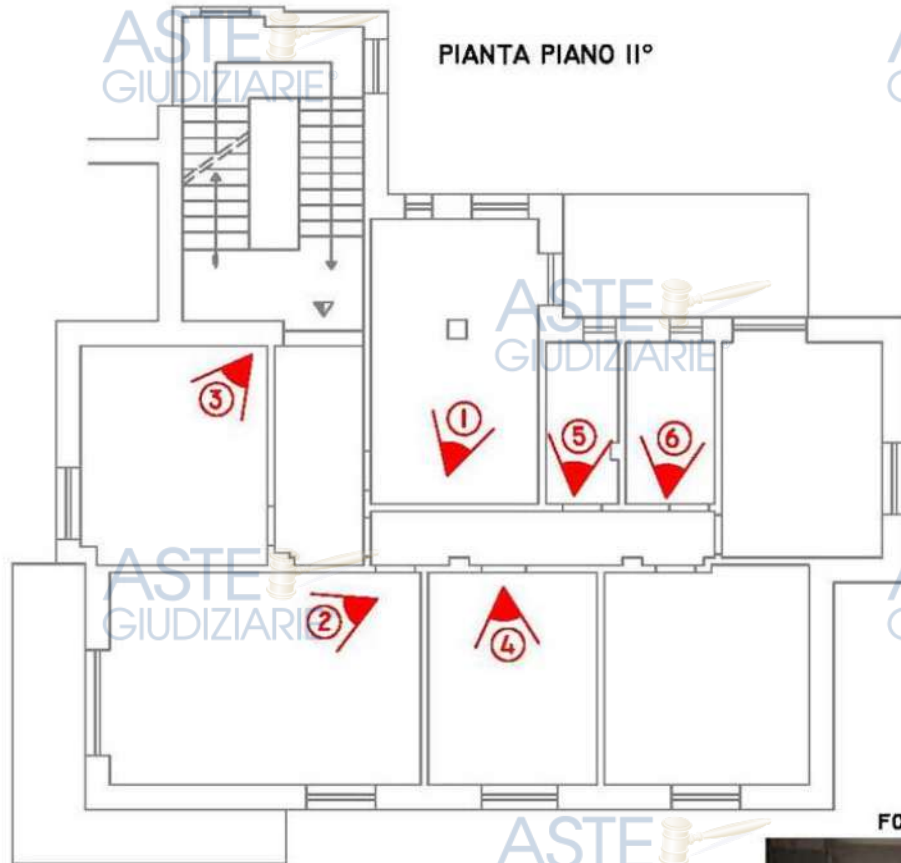 ASTE
GIUDIZIARIE®
PIANTA PIANO II°
ASTE
GIUDIZIARIE
3
1
5
6
ASTE
GIUDIZIARIE
2
4
FO
ASTE